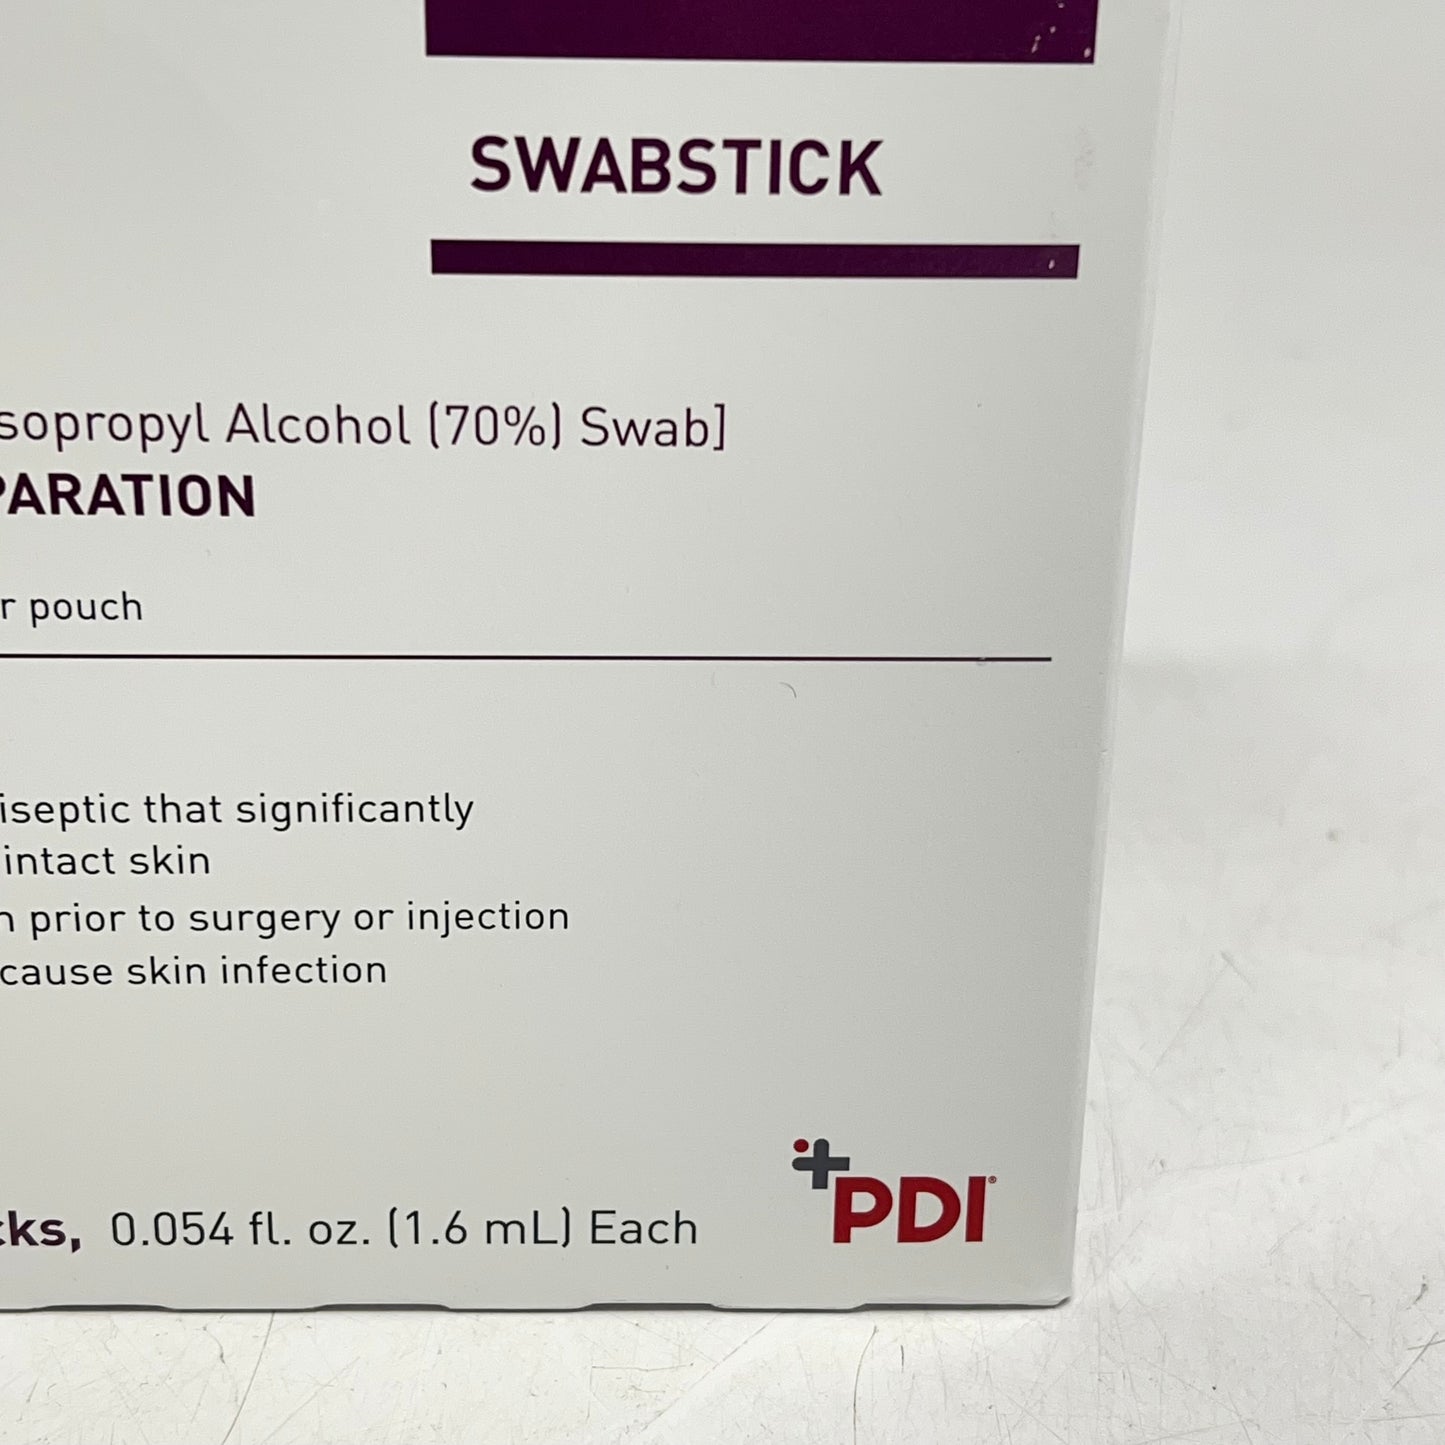 SWABSTICK
sopropyl Alcohol (70%) Swab]
PARATION
r pouch
iseptic that significantly
intact skin
n prior to surgery or injection
cause skin infection
cks, 0.054 fl. oz. (1.6 mL) Each
PDI®